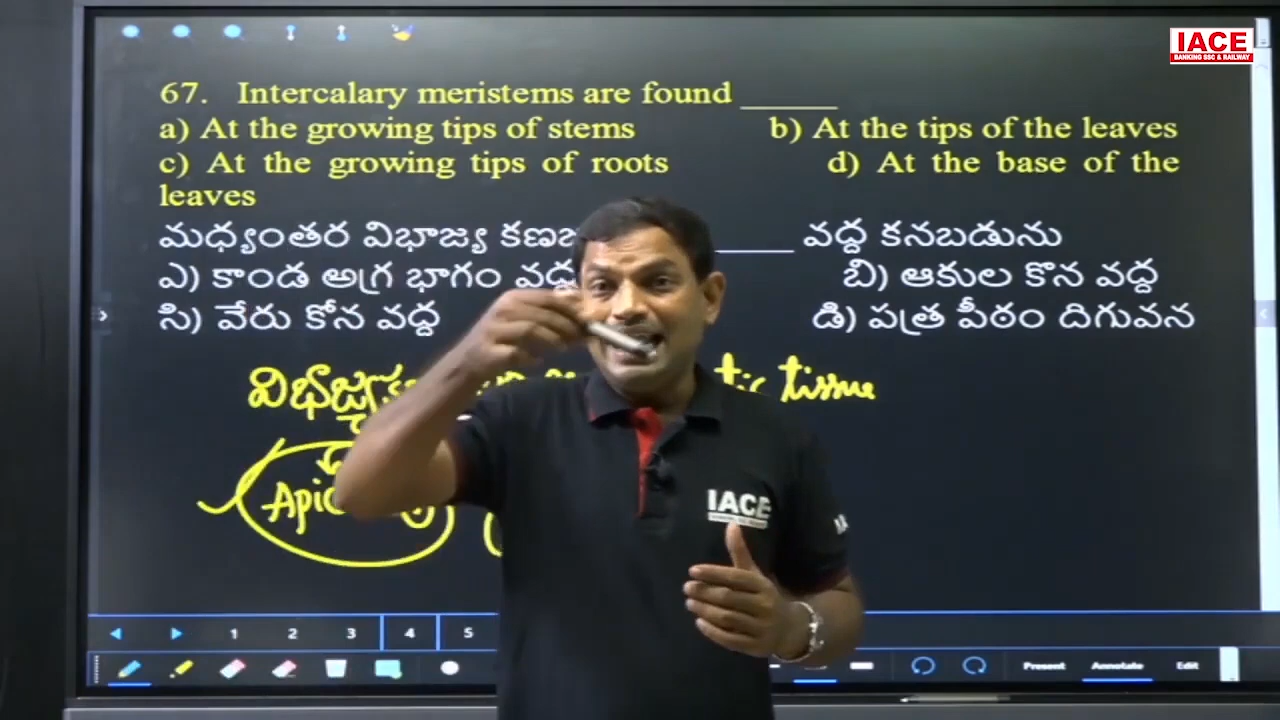 IACE
BANKING SSC & RAILWAY
67. Intercalary meristems are found ______
a) At the growing tips of stems b) At the tips of the leaves
c) At the growing tips of roots d) At the base of the
leaves
మధ్యంతర విభాజ్య ______ వద్ద కనబడును
ఎ) కాండ అగ్ర భాగం వద్ద బి) ఆకుల కొన వద్ద
సి) వేరు కోన వద్ద డి) పత్ర పీఠం దిగువన
tissue
IACE
1 2 3 4 5
Present Annotate Edit